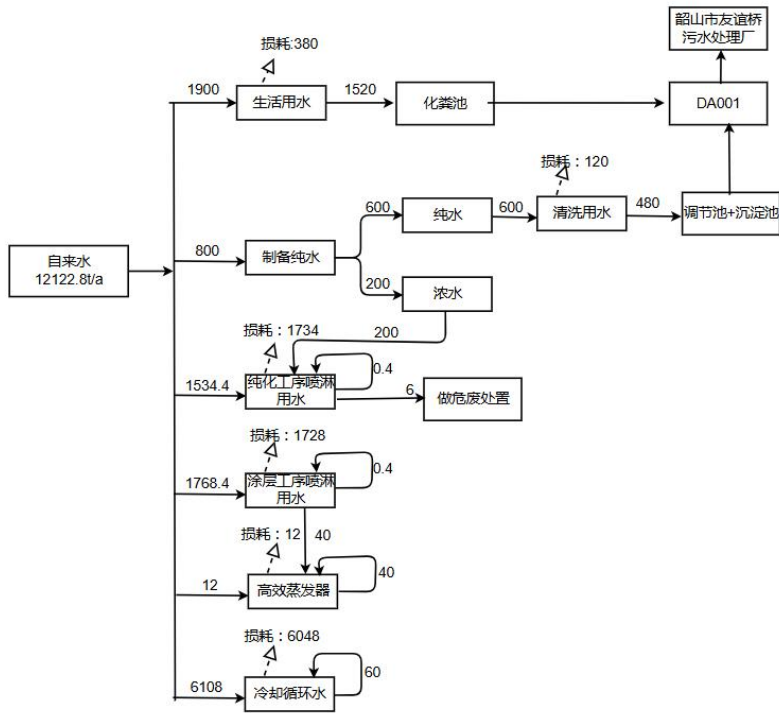 韶山市友谊桥
污水处理厂
损耗:380
1900
生活用水
1520
化粪池
DA001
损耗：120
600
纯水
600
清洗用水
480
调节池+沉淀池
自来水
12122.8t/a
800
制备纯水
200
浓水
损耗：1734
200
1534.4
纯化工序喷淋
用水
0.4
6
做危废处置
损耗：1728
1768.4
涂层工序喷淋
用水
0.4
损耗：12
40
12
高效蒸发器
40
损耗：6048
6108
冷却循环水
60